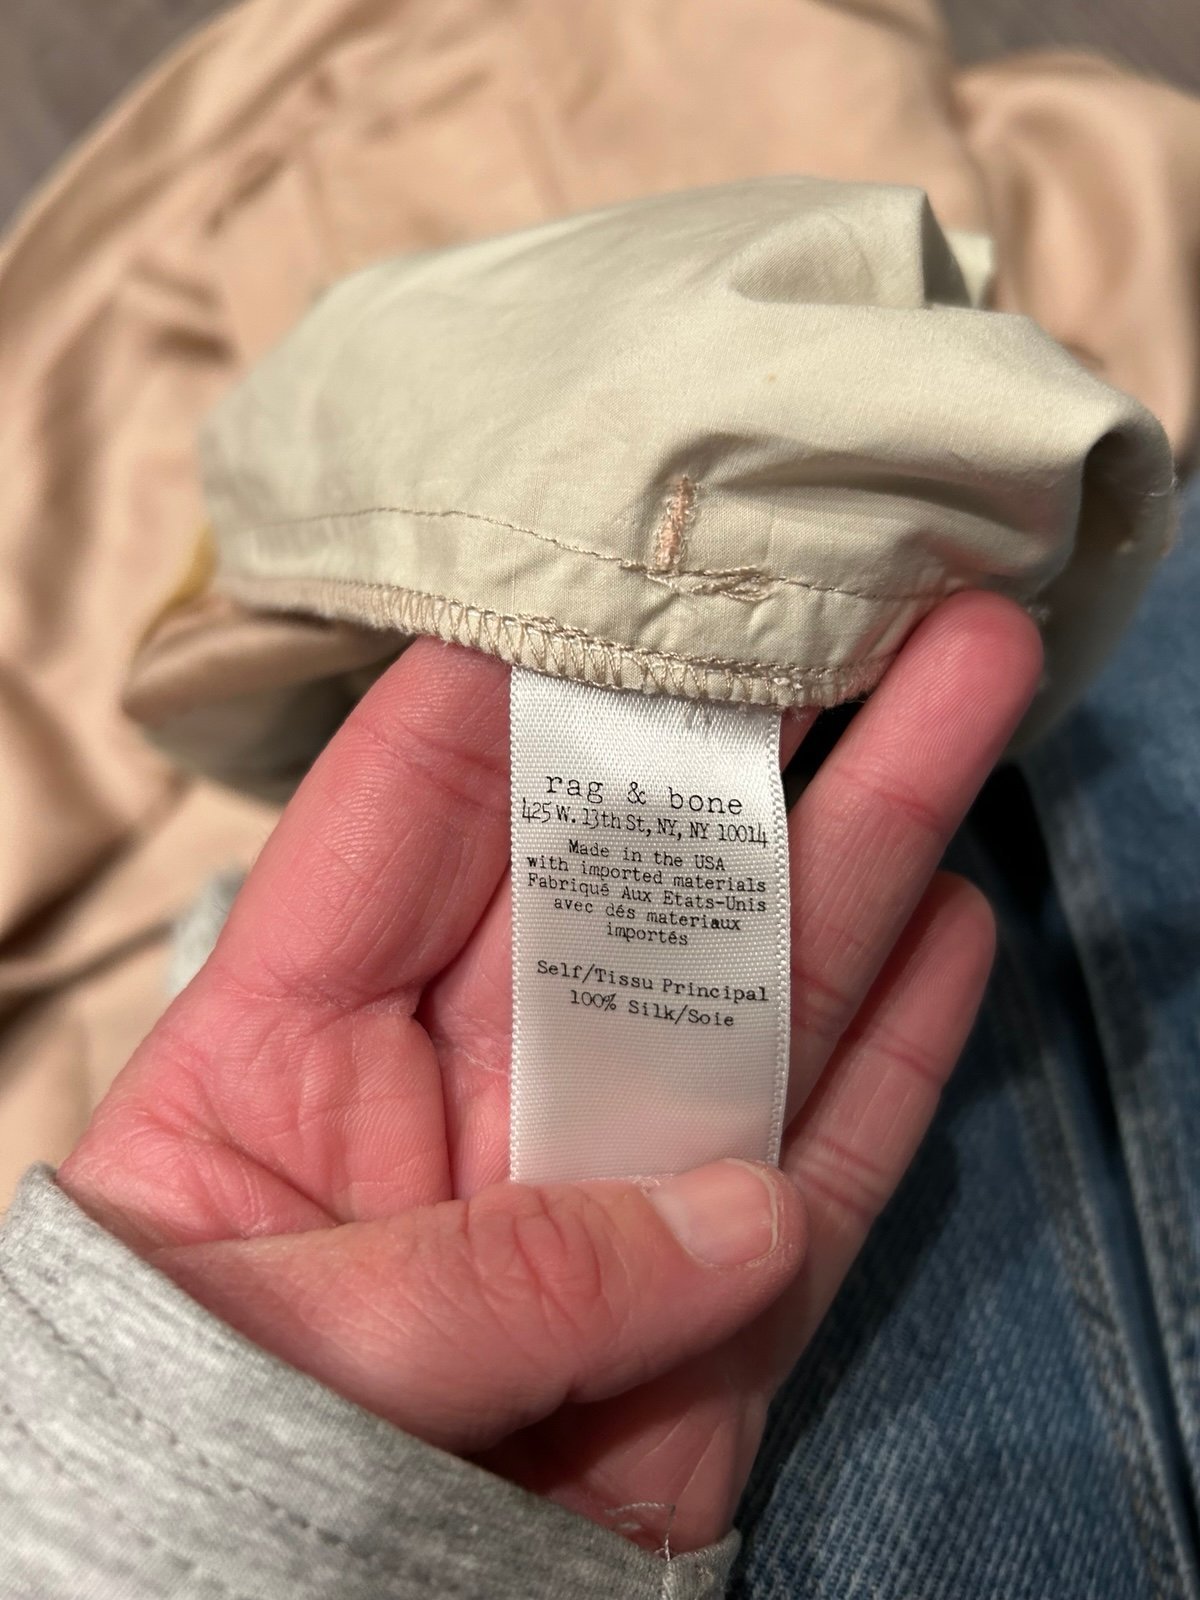 rag & bone
425 W. 13th St, NY, NY 10014
Made in the USA
with imported materials
Fabriqué Aux Etats-Unis
avec dés materiaux
importés
Self/Tissu Principal
100% Silk/Soie